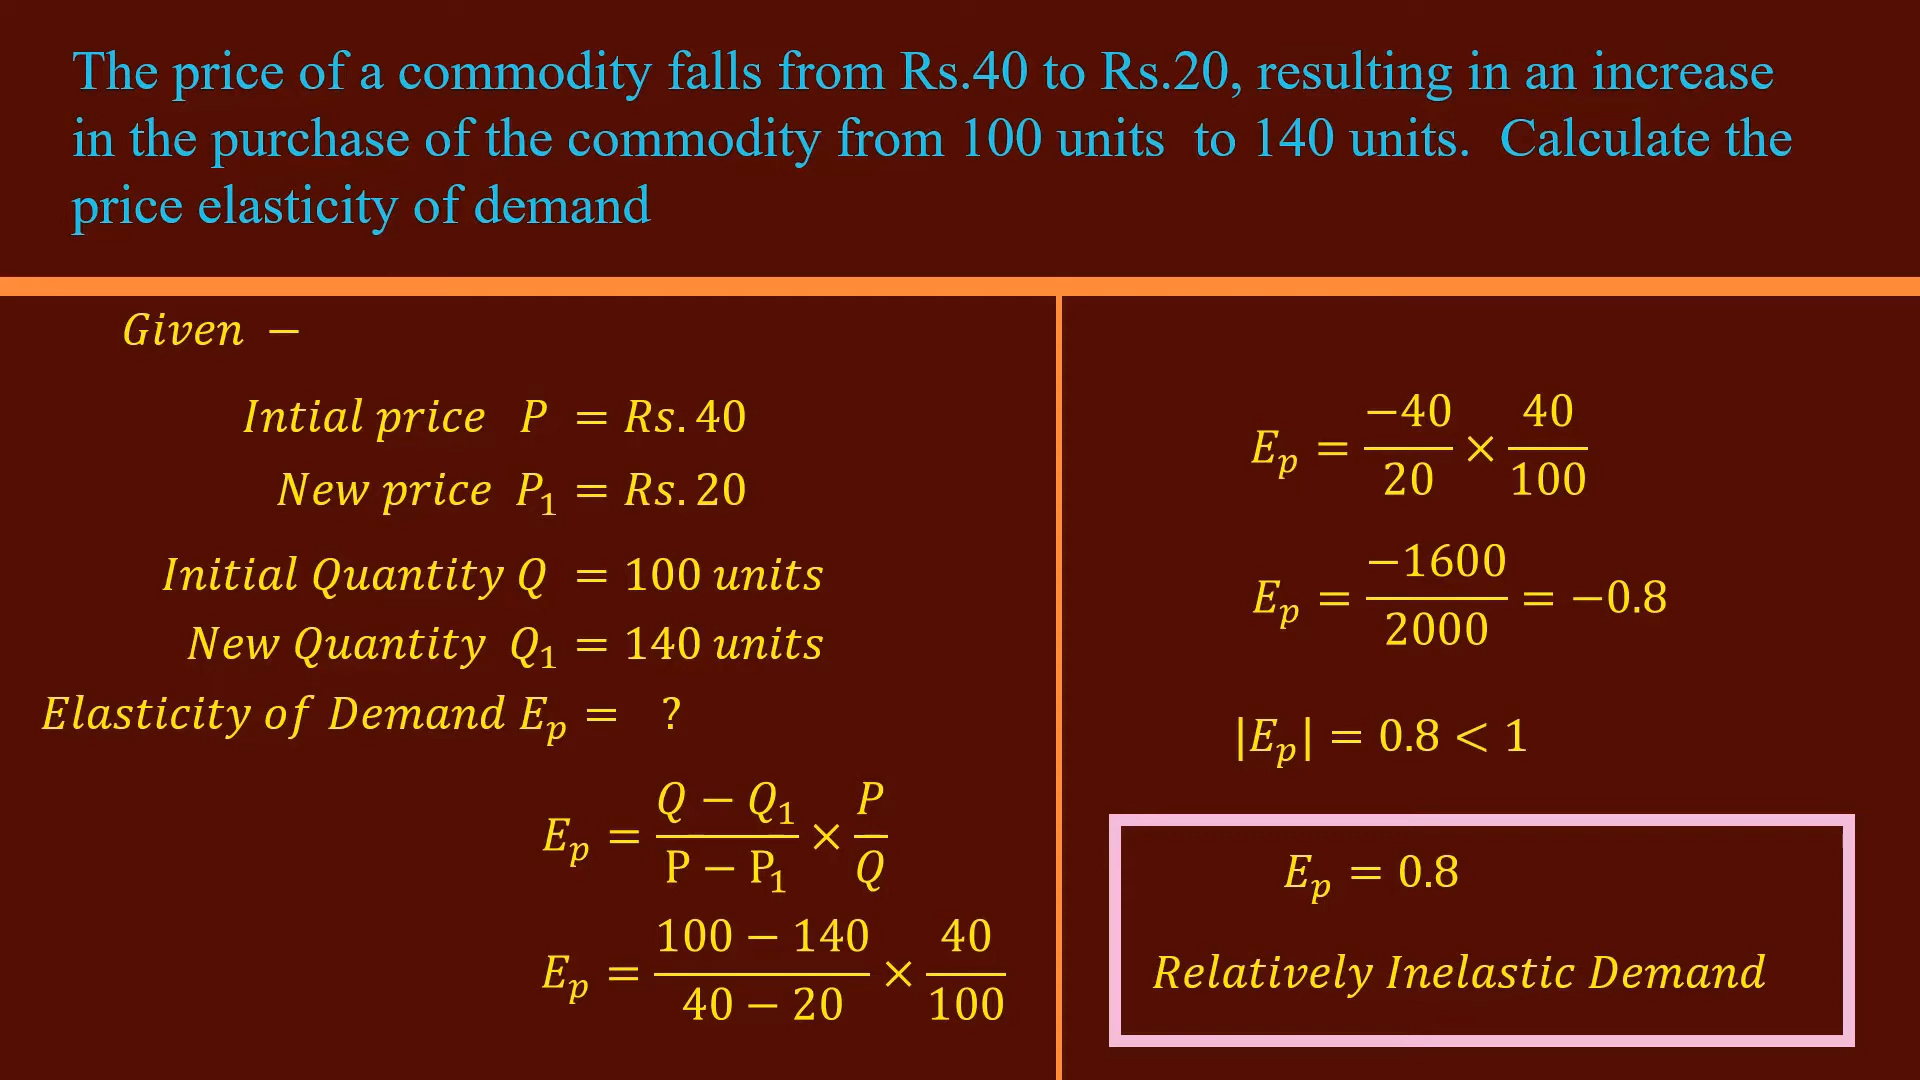 The price of a commodity falls from Rs.40 to Rs.20, resulting in an increase
in the purchase of the commodity from 100 units to 140 units. Calculate the
price elasticity of demand
Given −
Intial price P = Rs. 40
New price P₁ = Rs. 20
Initial Quantity Q = 100 units
New Quantity Q₁ = 140 units
Elasticity of Demand Eₚ = ?
Eₚ = (Q − Q₁)/(P − P₁) × P/Q
Eₚ = (100 − 140)/(40 − 20) × 40/100
Eₚ = −40/20 × 40/100
Eₚ = −1600/2000 = −0.8
|Eₚ| = 0.8 < 1
Eₚ = 0.8
Relatively Inelastic Demand